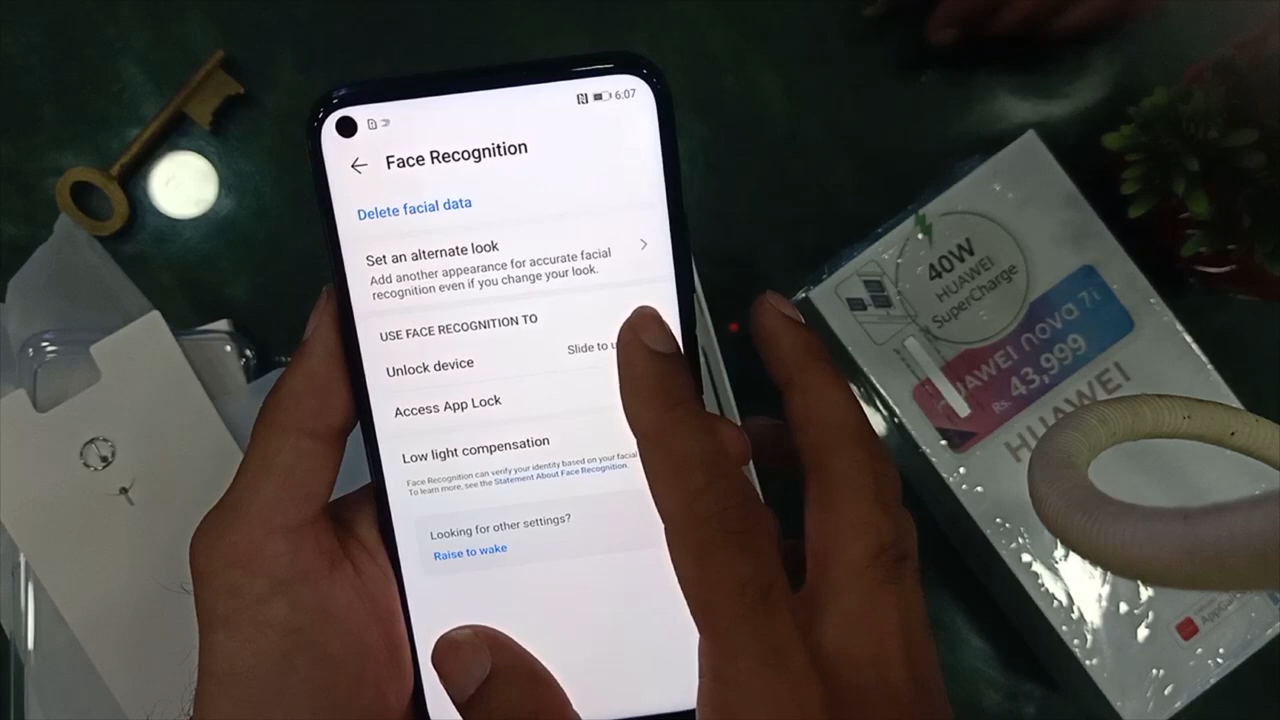 6:07
Face Recognition
Delete facial data
Set an alternate look
Add another appearance for accurate facial
recognition even if you change your look.
USE FACE RECOGNITION TO
Unlock device
Slide to u
Access App Lock
Low light compensation
Face Recognition can verify your identity based on your facial
To learn more, see the Statement About Face Recognition.
Looking for other settings?
Raise to wake
40W
HUAWEI
SuperCharge
HUAWEI nova 7i
Rs. 43,999
HUAWEI